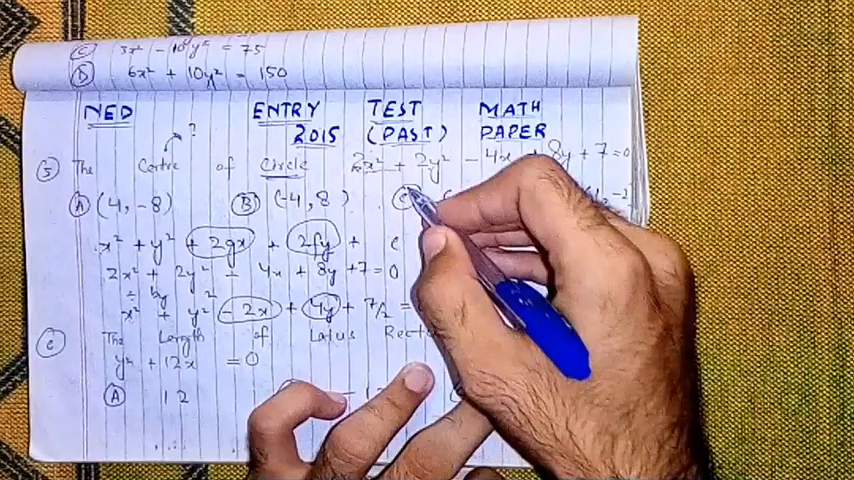 C 3x² - 10y² = 75
D 6x² + 10y² = 150
NED ENTRY TEST MATH
2015 (PAST) PAPER
?
5 The Centre of Circle 2x² + 2y² - 4x + 8y + 7 = 0
A (4, -8) B (-4, 8) C
x² + y² + 2gx + 2fy + c
2x² + 2y² - 4x + 8y + 7 = 0
÷ by 2
x² + y² - 2x + 4y + 7/2 =
6 The Length of Latus Rect
y² + 12x = 0
A 12